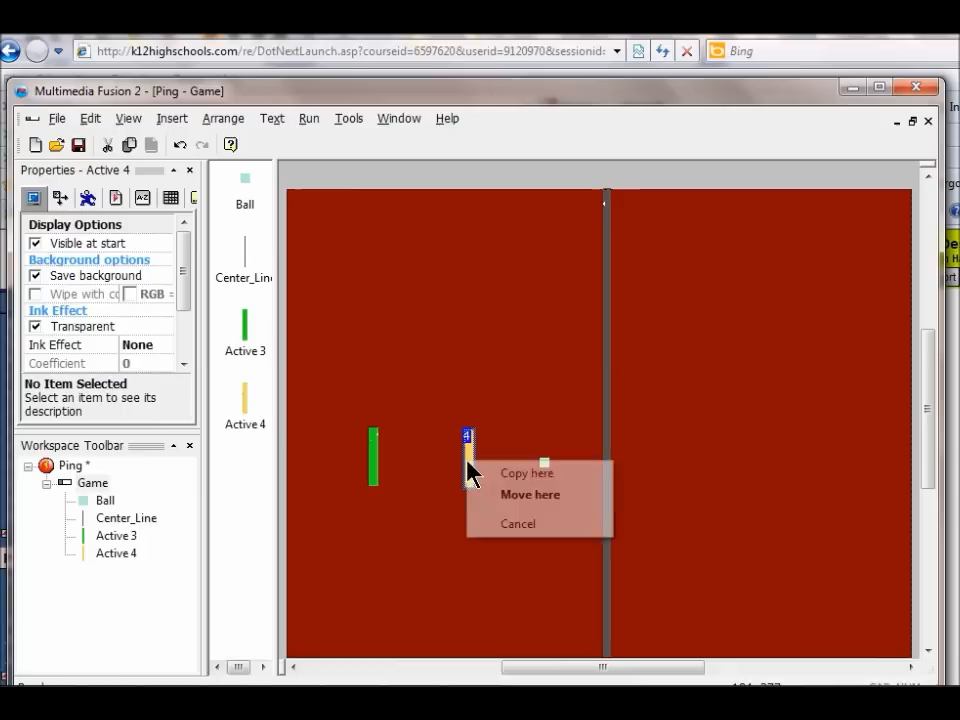 http://k12highschools.com/re/DotNextLaunch.asp?courseid=6597620&userid=9120970&sessionid:
Bing
Multimedia Fusion 2 - [Ping - Game]
File Edit View Insert Arrange Text Run Tools Window Help
Properties - Active 4
Display Options
Visible at start
Background options
Save background
Wipe with cc RGB =
Ink Effect
Transparent
Ink Effect None
Coefficient 0
No Item Selected
Select an item to see its
description
Workspace Toolbar
Ping *
Game
Ball
Center_Line
Active 3
Active 4
Ball
Center_Line
Active 3
Active 4
4
Copy here
Move here
Cancel